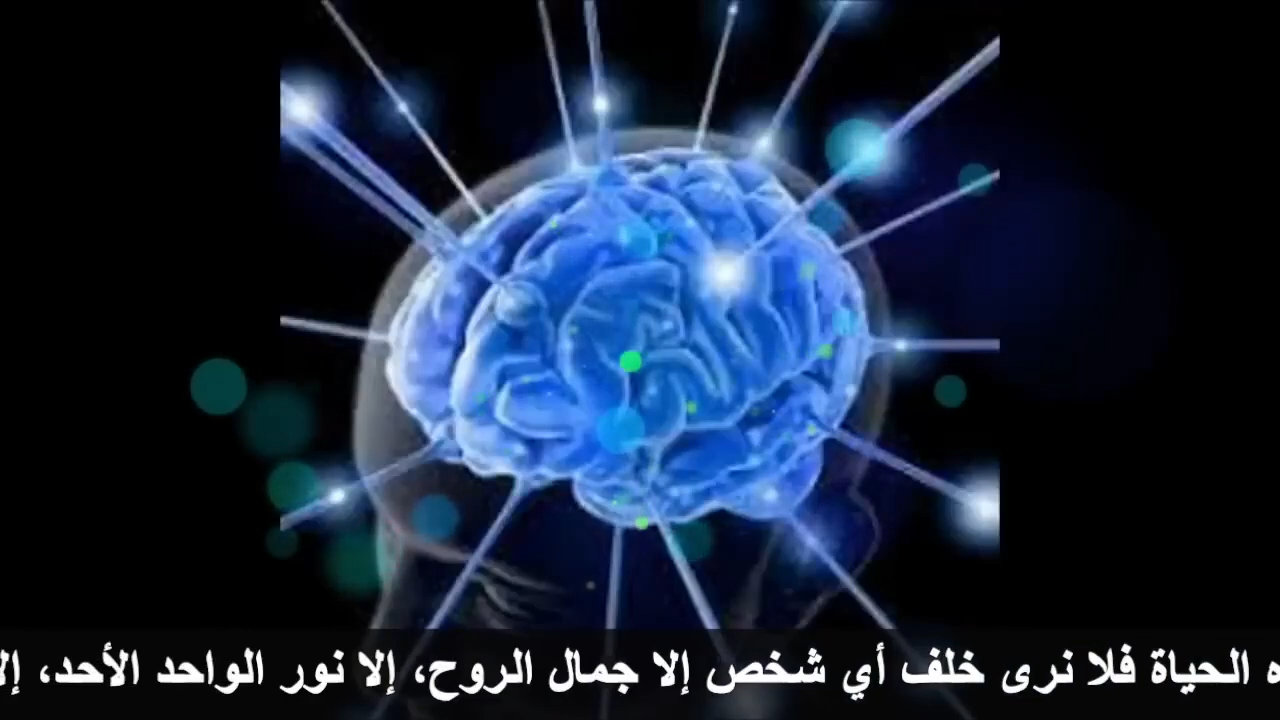 الحياة فلا نرى خلف أي شخص إلا جمال الروح، إلا نور الواحد الأحد،